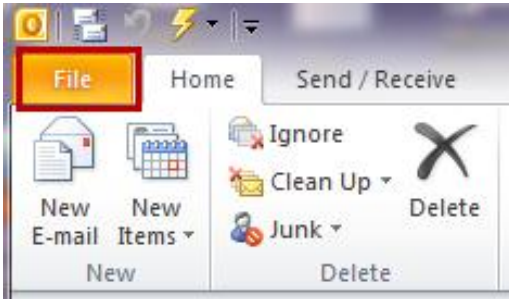 File Home Send / Receive
Ignore
Clean Up
Junk
New E-mail
New Items
Delete
New Delete